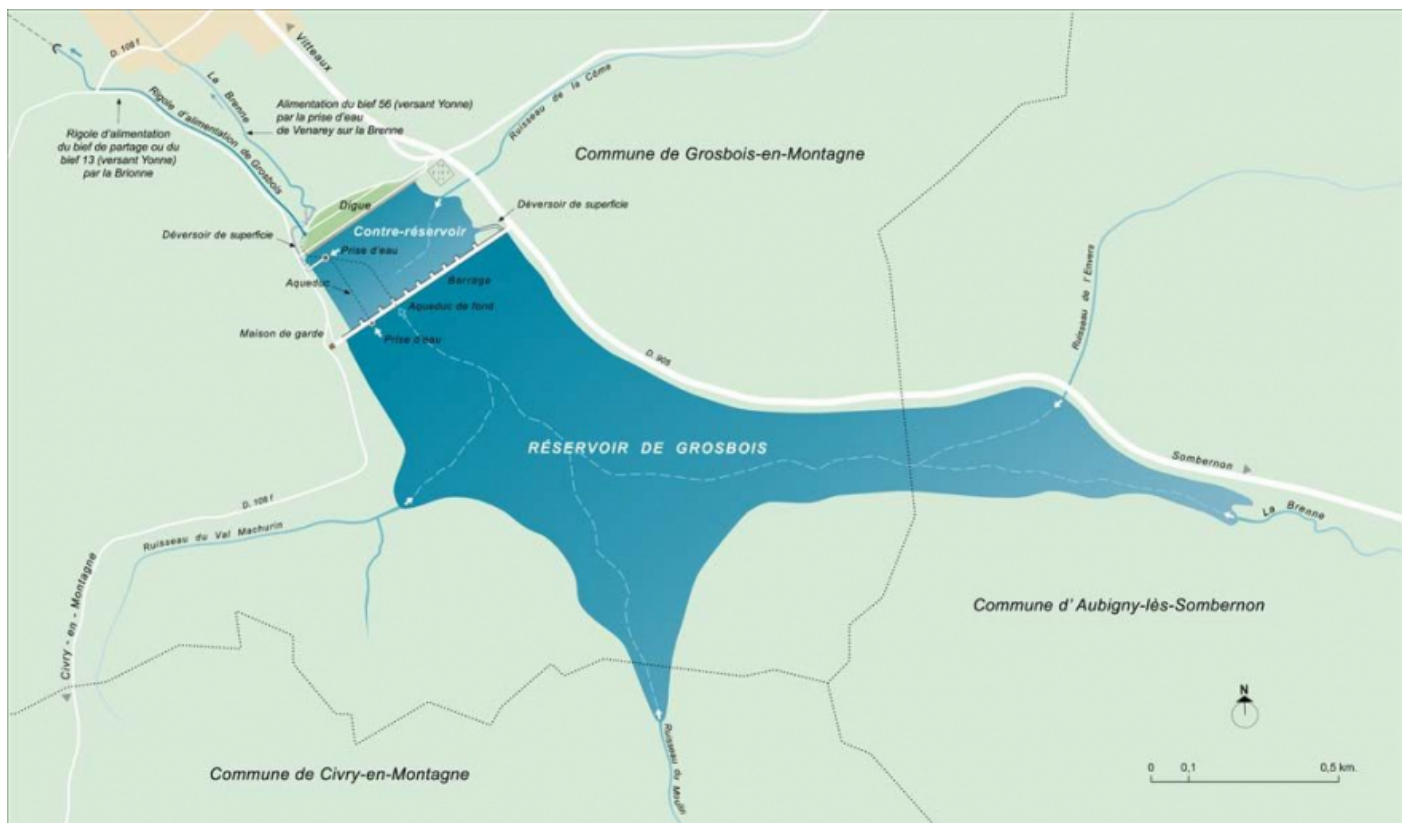 D. 108 f
Vitteaux
La Brenne
Rigole d'alimentation de Grosbois
Alimentation du bief 56 (versant Yonne)
par la prise d'eau
de Venarey sur la Brenne
Ruisseau de la Côme
Rigole d'alimentation
du bief de partage ou du
bief 13 (versant Yonne)
par la Brionne
Commune de Grosbois-en-Montagne
Digue
Déversoir de superficie
Contre-réservoir
Déversoir de superficie
Prise d'eau
Aqueduc
Barrage
Aqueduc de fond
Maison de garde
Prise d'eau
Ruisseau de l'Envers
D. 905
RÉSERVOIR DE GROSBOIS
Sombernon
La Brenne
D. 108 f
Ruisseau du Val Machurin
Civry - en - Montagne
Commune d'Aubigny-lès-Sombernon
Ruisseau du Moulin
Commune de Civry-en-Montagne
N
0 0,1 0,5 km.